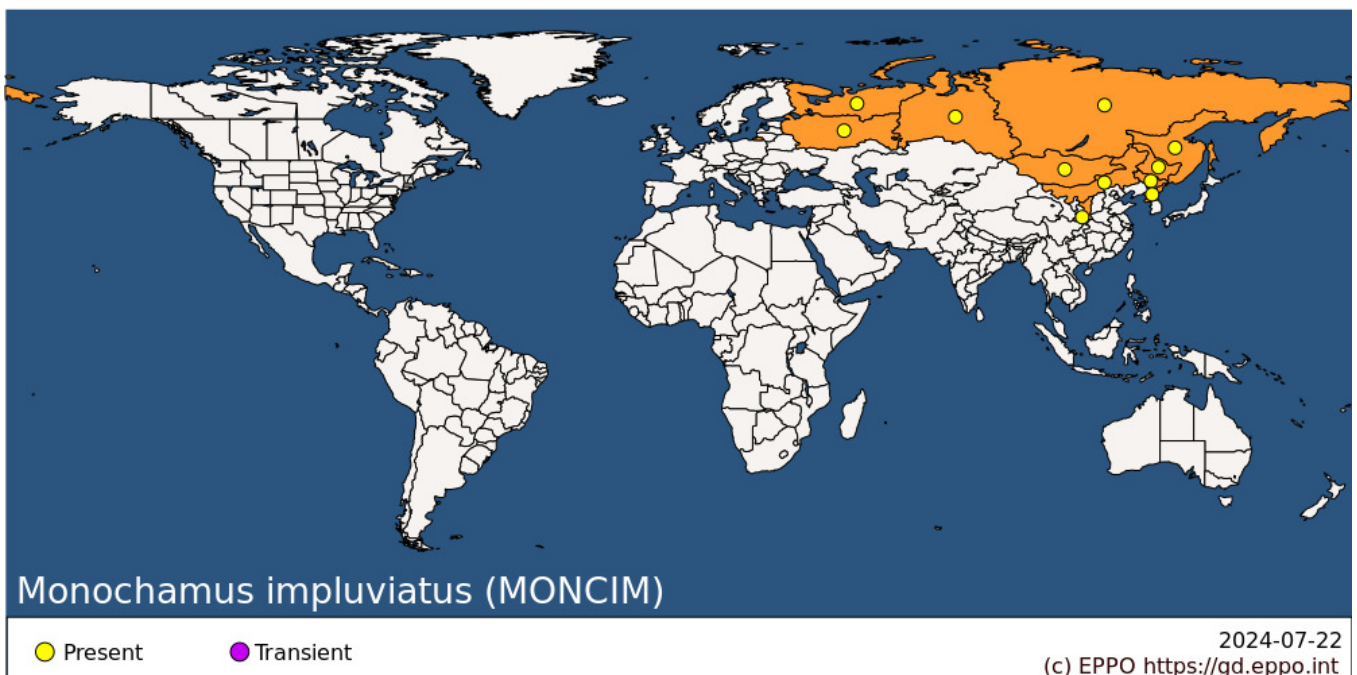 Monochamus impluviatus (MONCIM)
Present
Transient
2024-07-22
(c) EPPO https://gd.eppo.int